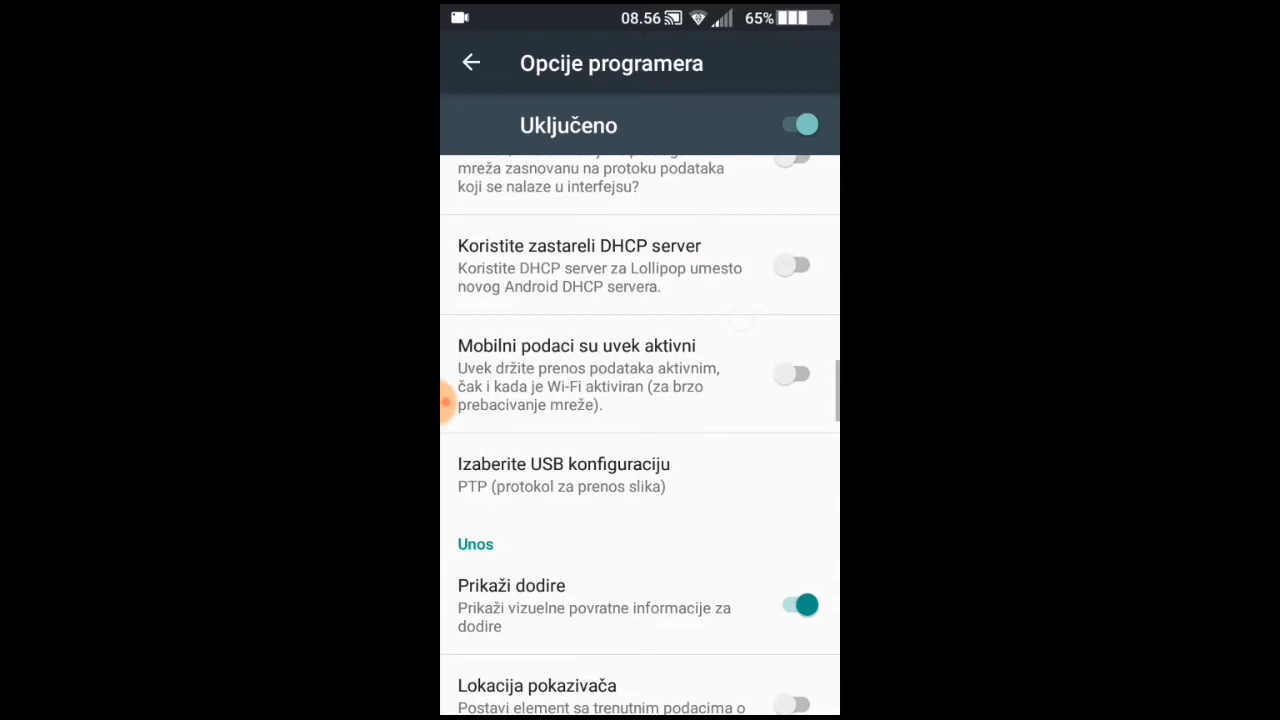 08.56 65%
Opcije programera
Uključeno
mreža zasnovanu na protoku podataka
koji se nalaze u interfejsu?
Koristite zastareli DHCP server
Koristite DHCP server za Lollipop umesto
novog Android DHCP servera.
Mobilni podaci su uvek aktivni
Uvek držite prenos podataka aktivnim,
čak i kada je Wi-Fi aktiviran (za brzo
prebacivanje mreže).
Izaberite USB konfiguraciju
PTP (protokol za prenos slika)
Unos
Prikaži dodire
Prikaži vizuelne povratne informacije za
dodire
Lokacija pokazivača
Postavi element sa trenutnim podacima o